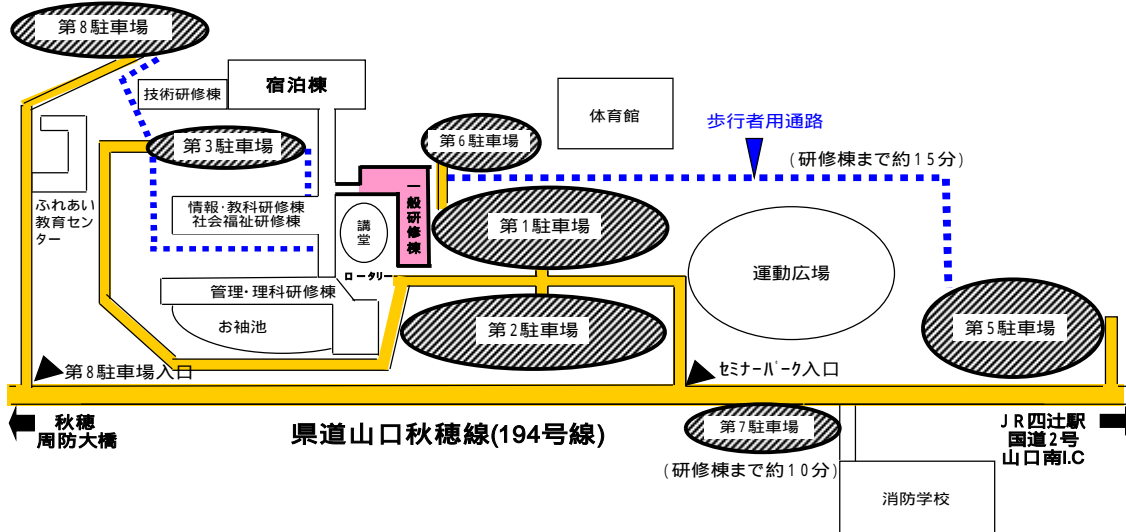 第8駐車場
宿泊棟
技術研修棟
体育館
歩行者用通路
第3駐車場
第6駐車場
(研修棟まで約15分)
一般研修棟
ふれあい
教育セン
ター
情報・教科研修棟
社会福祉研修棟
講堂
第1駐車場
ロータリー
運動広場
管理・理科研修棟
お袖池
第2駐車場
第5駐車場
第8駐車場入口
セミナーパーク入口
秋穂
周防大橋
県道山口秋穂線(194号線)
第7駐車場
JR四辻駅
国道2号
山口南I.C
(研修棟まで約10分)
消防学校